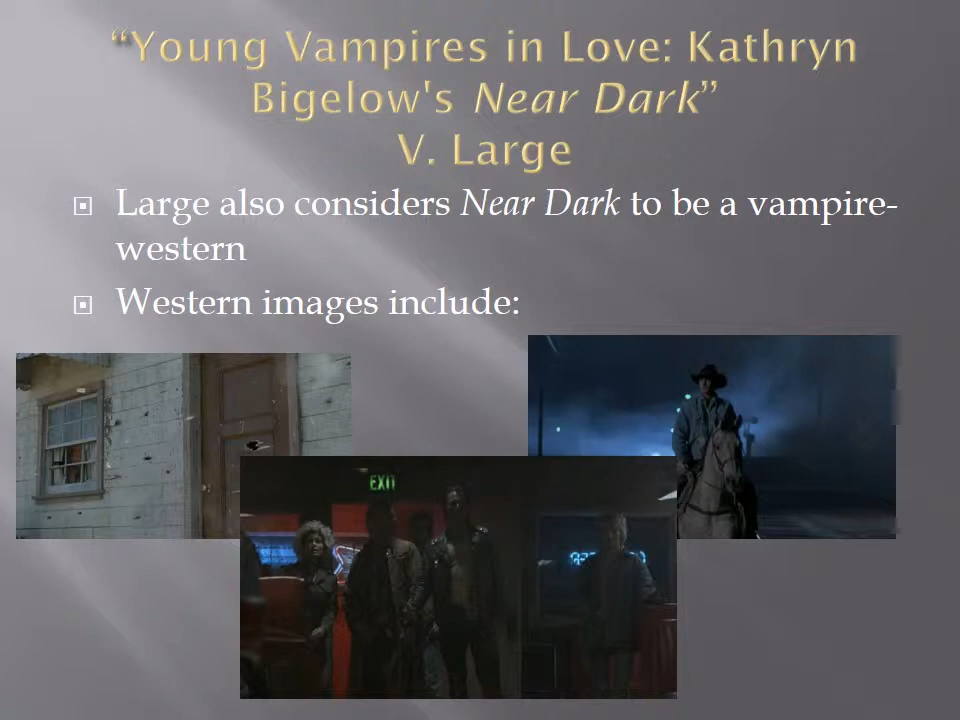 “Young Vampires in Love: Kathryn
Bigelow's Near Dark”
V. Large
Large also considers Near Dark to be a vampire-
western
Western images include:
EXIT